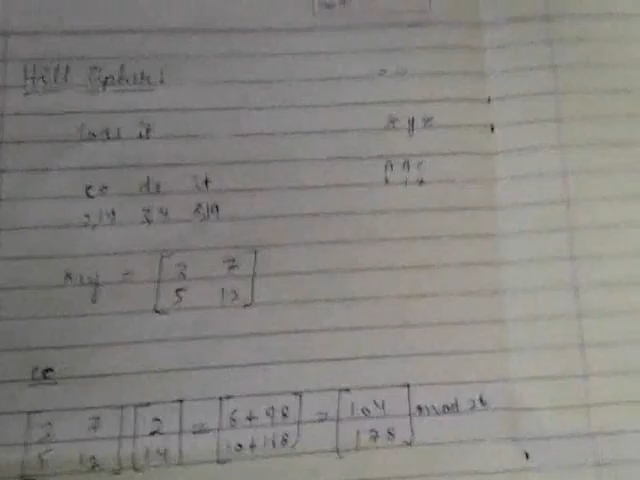 Hill Cipher:
x y z
co de it
2,14 3,4 8,19
Key = [3 7
5 12]
co
[3 7 [2 = [6+98 = [104 mod 26
5 12] 14] 10+168] 178]